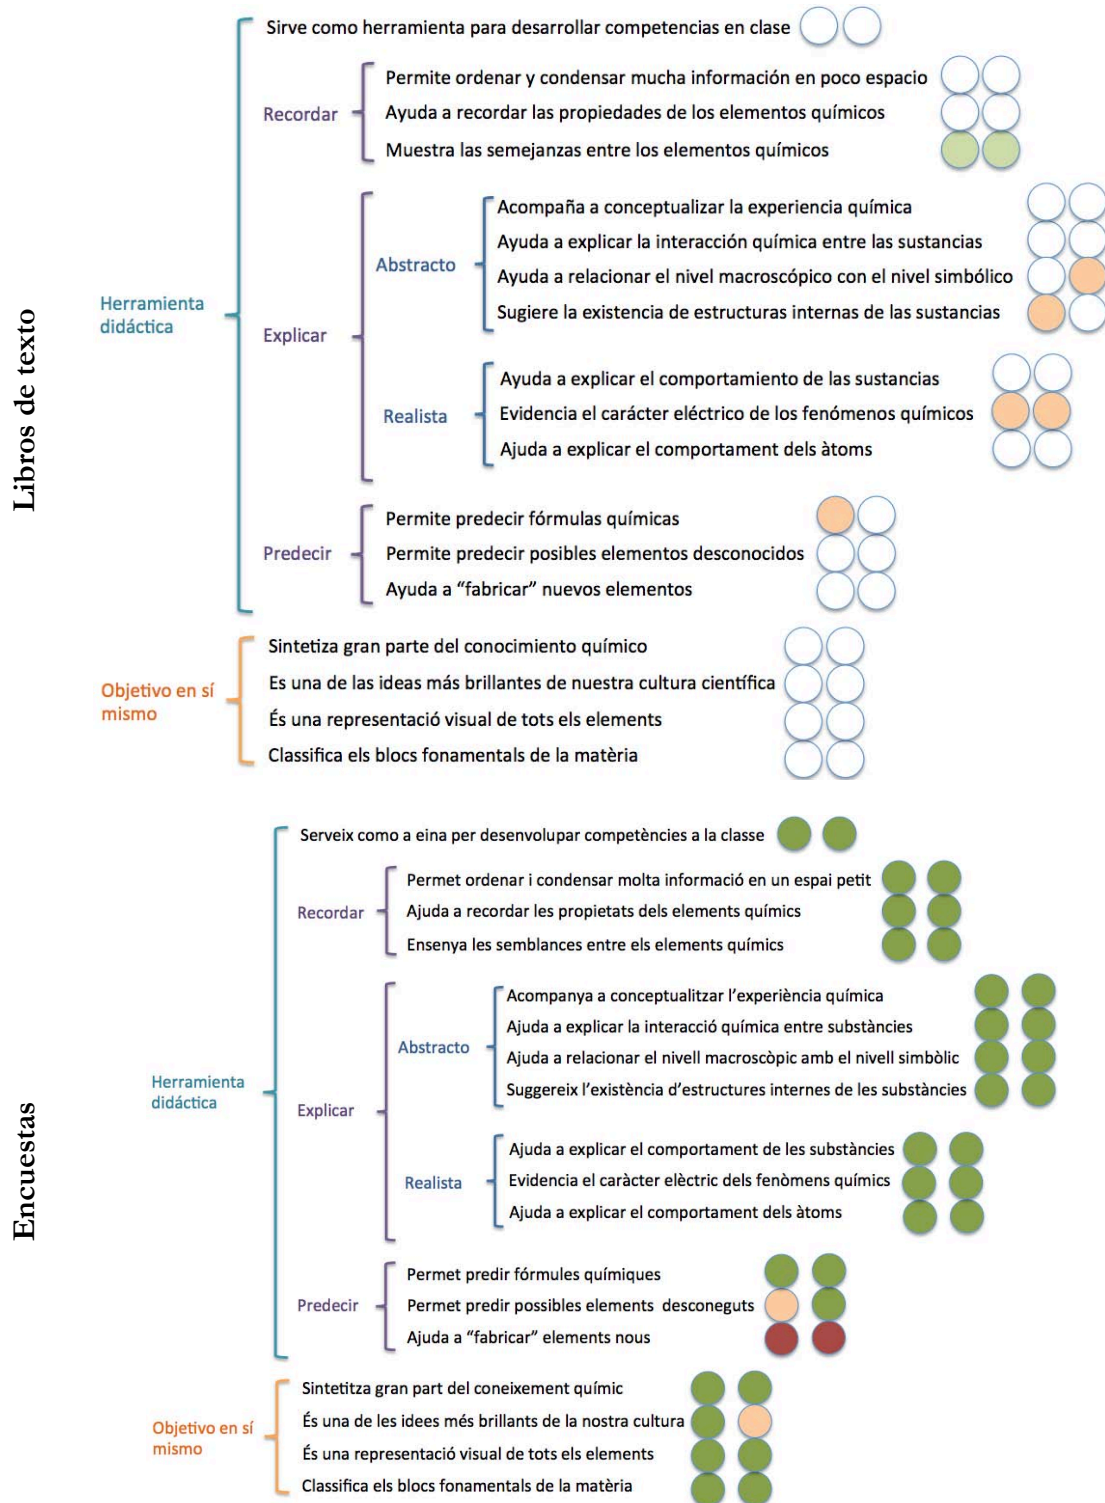 Libros de texto
Herramienta
didáctica
Sirve como herramienta para desarrollar competencias en clase
Recordar
Permite ordenar y condensar mucha información en poco espacio
Ayuda a recordar las propiedades de los elementos químicos
Muestra las semejanzas entre los elementos químicos
Explicar
Abstracto
Acompaña a conceptualizar la experiencia química
Ayuda a explicar la interacción química entre las sustancias
Ayuda a relacionar el nivel macroscópico con el nivel simbólico
Sugiere la existencia de estructuras internas de las sustancias
Realista
Ayuda a explicar el comportamiento de las sustancias
Evidencia el carácter eléctrico de los fenómenos químicos
Ajuda a explicar el comportament dels àtoms
Predecir
Permite predecir fórmulas químicas
Permite predecir posibles elementos desconocidos
Ayuda a “fabricar” nuevos elementos
Objetivo en sí
mismo
Sintetiza gran parte del conocimiento químico
Es una de las ideas más brillantes de nuestra cultura científica
És una representació visual de tots els elements
Classifica els blocs fonamentals de la matèria
Encuestas
Herramienta
didáctica
Serveix como a eina per desenvolupar competències a la classe
Recordar
Permet ordenar i condensar molta informació en un espai petit
Ajuda a recordar les propietats dels elements químics
Ensenya les semblances entre els elements químics
Explicar
Abstracto
Acompanya a conceptualitzar l’experiència química
Ajuda a explicar la interacció química entre substàncies
Ajuda a relacionar el nivell macroscòpic amb el nivell simbòlic
Suggereix l’existència d’estructures internes de les substàncies
Realista
Ajuda a explicar el comportament de les substàncies
Evidencia el caràcter elèctric dels fenòmens químics
Ajuda a explicar el comportament dels àtoms
Predecir
Permet predir fórmules químiques
Permet predir possibles elements desconeguts
Ajuda a “fabricar” elements nous
Objetivo en sí
mismo
Sintetitza gran part del coneixement químic
És una de les idees més brillants de la nostra cultura
És una representació visual de tots els elements
Classifica els blocs fonamentals de la matèria